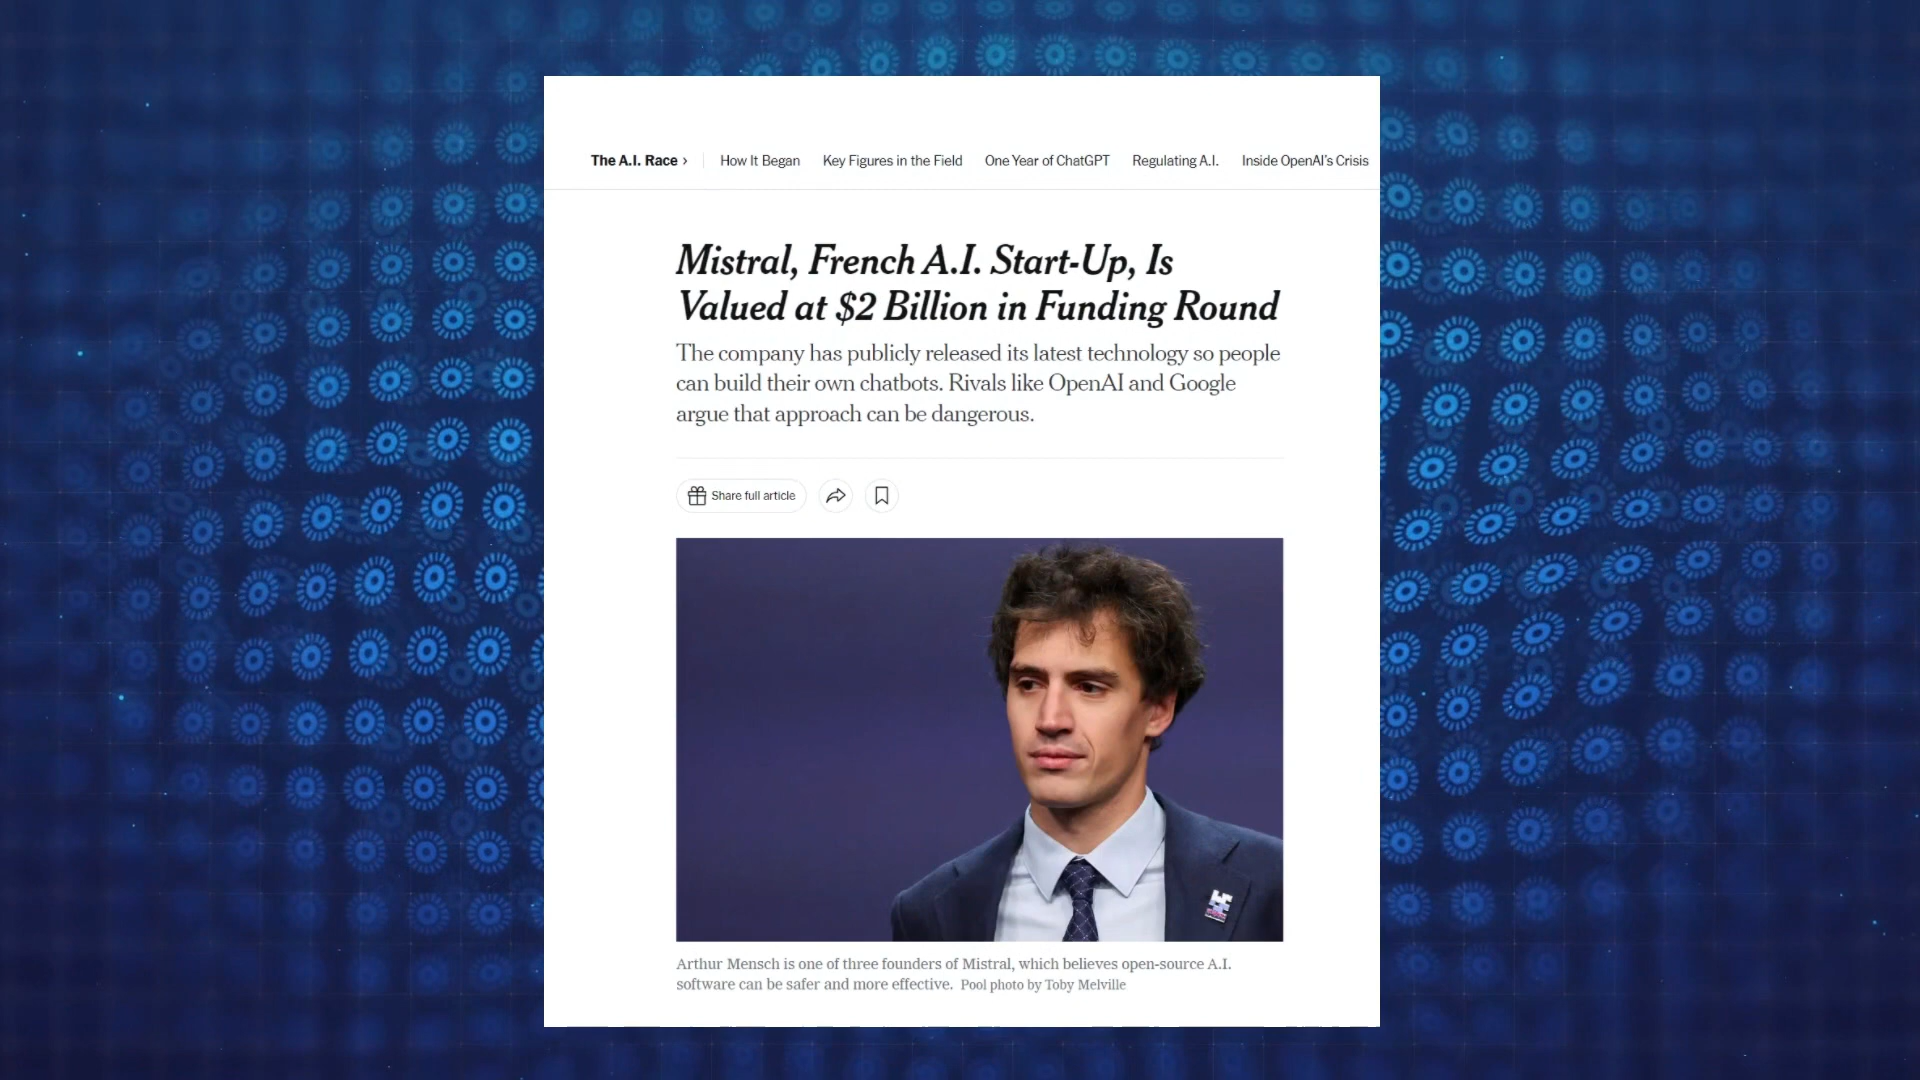 The A.I. Race › How It Began Key Figures in the Field One Year of ChatGPT Regulating A.I. Inside OpenAI's Crisis
Mistral, French A.I. Start-Up, Is
Valued at $2 Billion in Funding Round
The company has publicly released its latest technology so people
can build their own chatbots. Rivals like OpenAI and Google
argue that approach can be dangerous.
Share full article
Arthur Mensch is one of three founders of Mistral, which believes open-source A.I.
software can be safer and more effective. Pool photo by Toby Melville